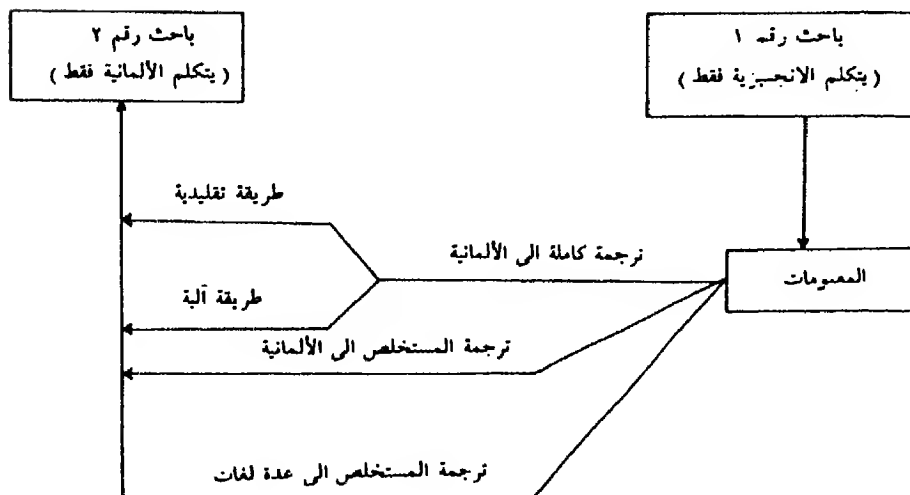 باحث رقم ١
(يتكلم الانجليزية فقط)
باحث رقم ٢
(يتكلم الألمانية فقط)
طريقة تقليدية
ترجمة كاملة الى الألمانية
المعلومات
طريقة آلية
ترجمة المستخلص الى الألمانية
ترجمة المستخلص الى عدة لغات